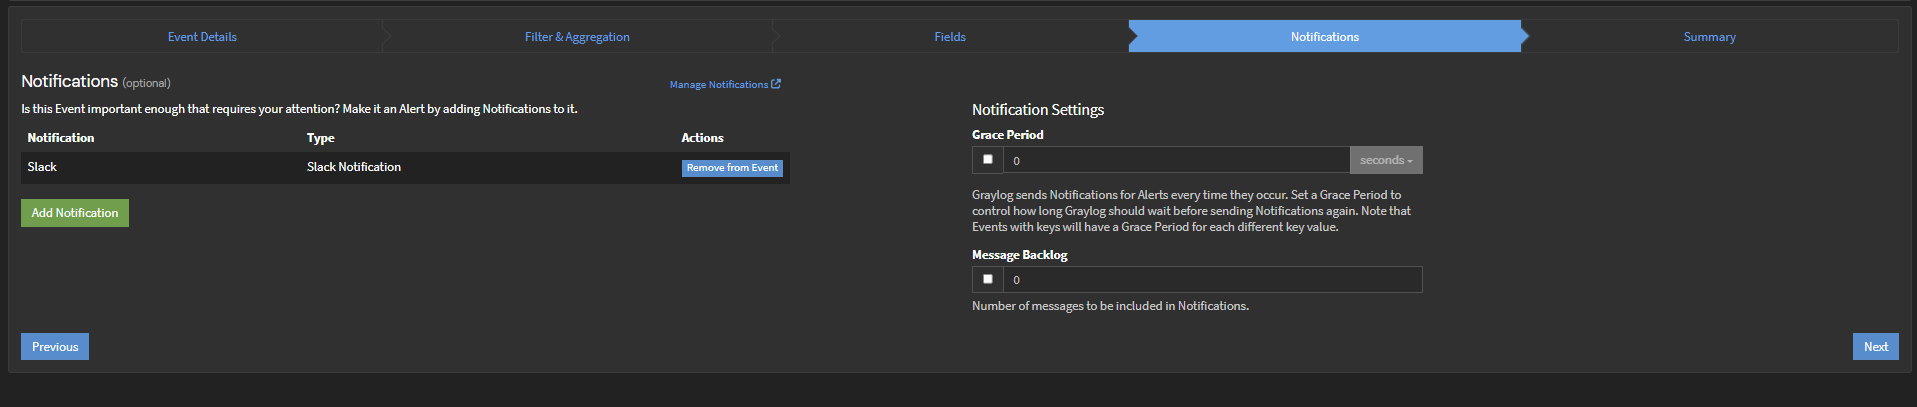 Event Details
Filter & Aggregation
Fields
Notifications
Summary
Notifications (optional)
Manage Notifications
Is this Event important enough that requires your attention? Make it an Alert by adding Notifications to it.
Notification Type Actions
Slack Slack Notification Remove from Event
Add Notification
Notification Settings
Grace Period
0 seconds
Graylog sends Notifications for Alerts every time they occur. Set a Grace Period to
control how long Graylog should wait before sending Notifications again. Note that
Events with keys will have a Grace Period for each different key value.
Message Backlog
0
Number of messages to be included in Notifications.
Previous
Next